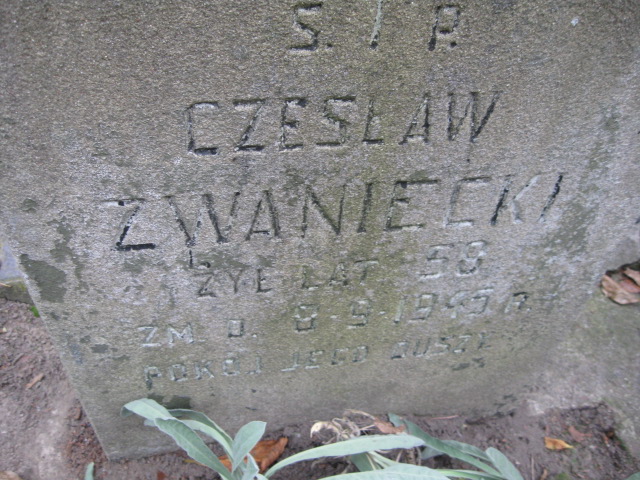 S. † P.
CZESŁAW
ZWANIECKI
ŻYŁ LAT 58
ZM D. 8-9-1945 R.
POKÓJ JEGO DUSZY